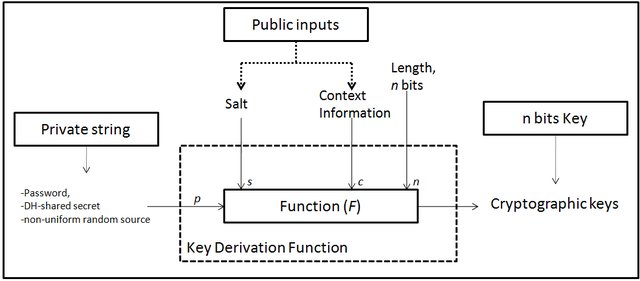 Public inputs
Length,
n bits
Salt
Context
Information
Private string
n bits Key
-Password,
-DH-shared secret
-non-uniform random source
p
s
c
n
Function (F)
Cryptographic keys
Key Derivation Function